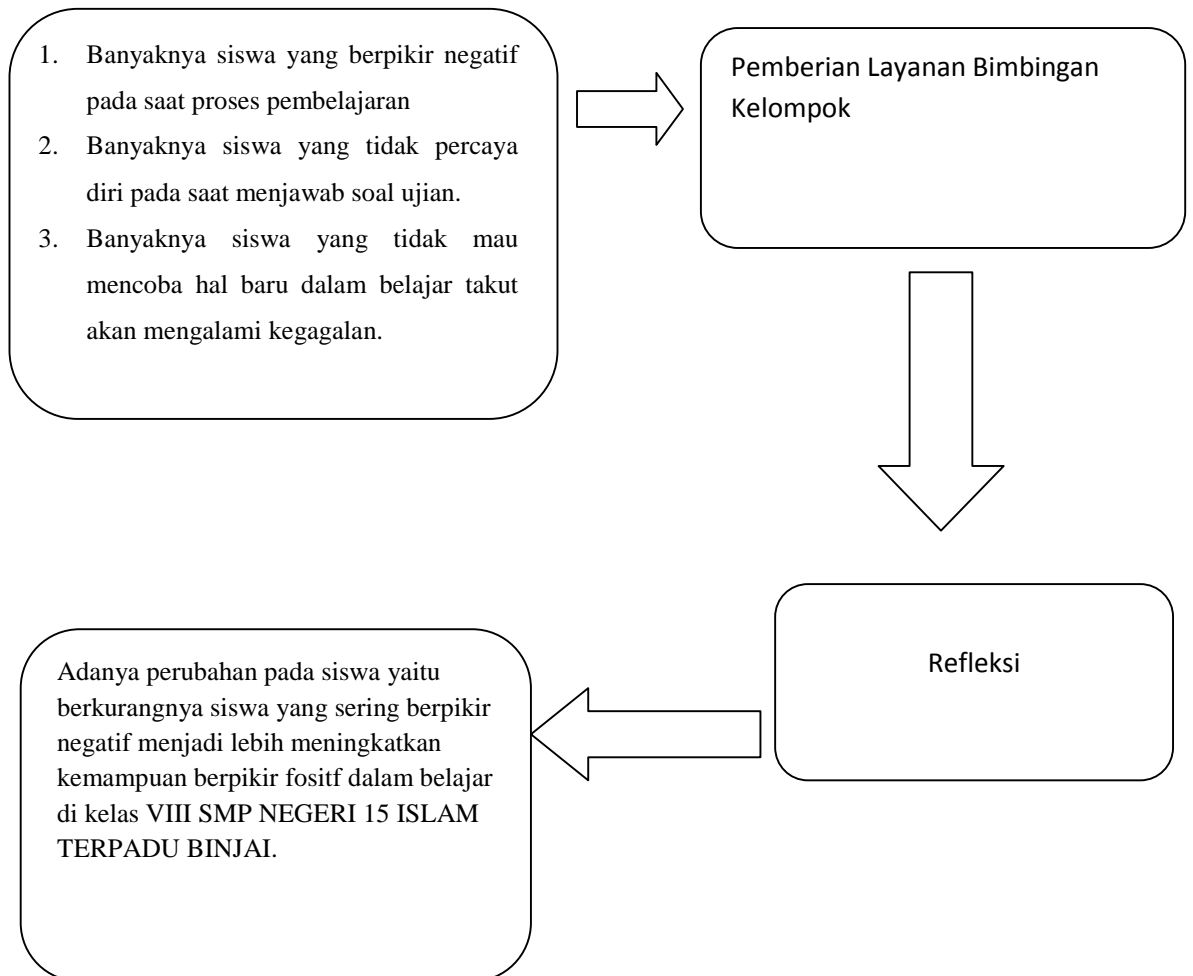 1. Banyaknya siswa yang berpikir negatif
pada saat proses pembelajaran
2. Banyaknya siswa yang tidak percaya
diri pada saat menjawab soal ujian.
3. Banyaknya siswa yang tidak mau
mencoba hal baru dalam belajar takut
akan mengalami kegagalan.
Pemberian Layanan Bimbingan
Kelompok
Refleksi
Adanya perubahan pada siswa yaitu
berkurangnya siswa yang sering berpikir
negatif menjadi lebih meningkatkan
kemampuan berpikir fositf dalam belajar
di kelas VIII SMP NEGERI 15 ISLAM
TERPADU BINJAI.